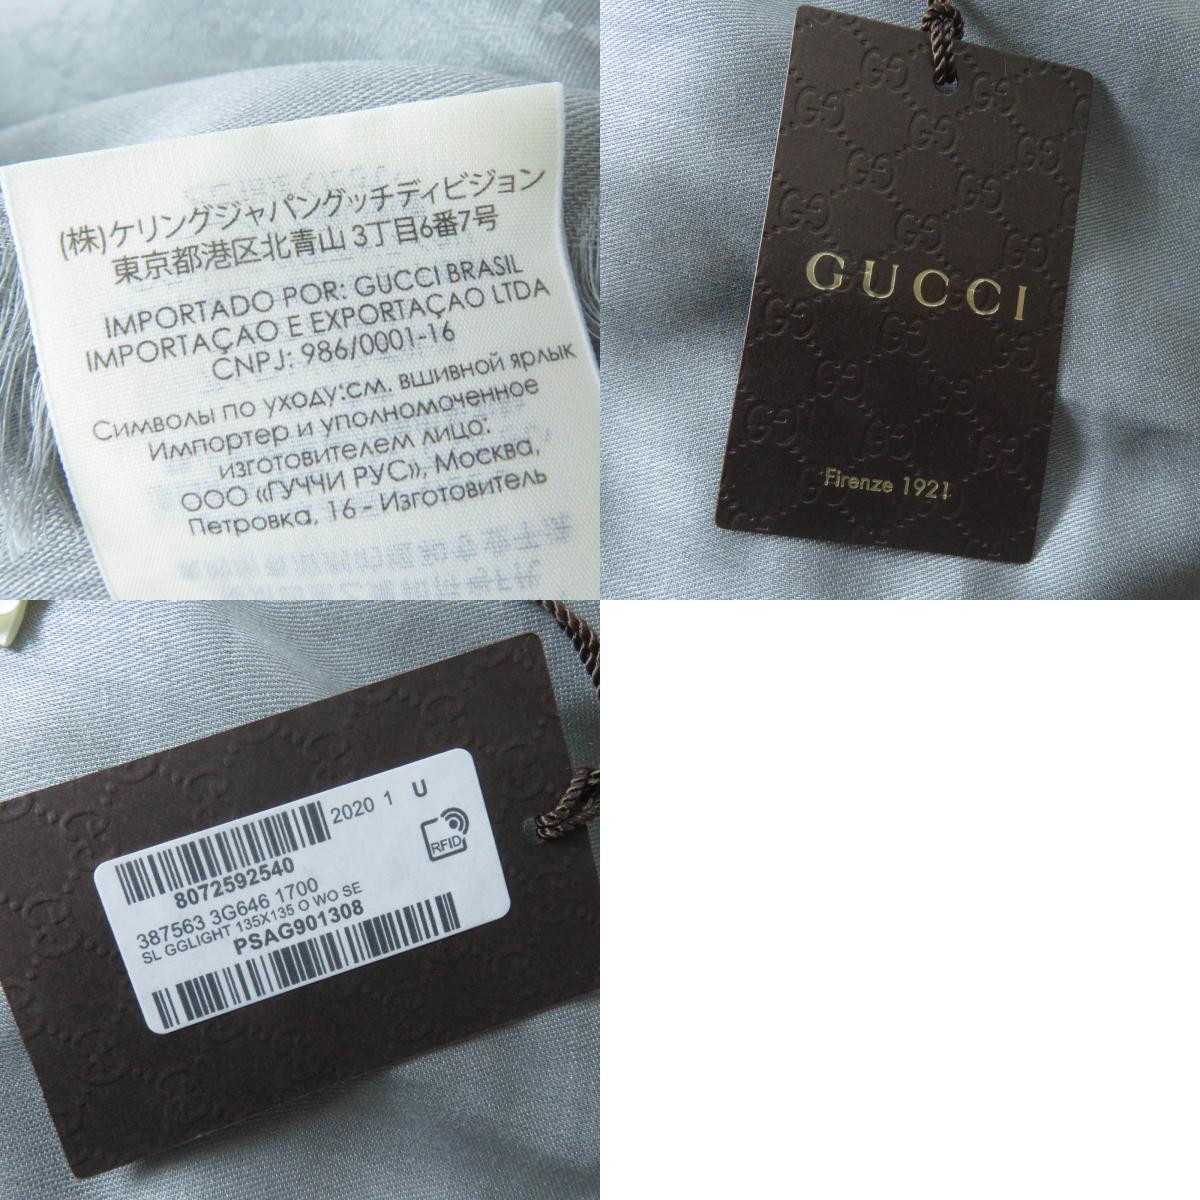 (株)ケリングジャパングッチディビジョン
東京都港区北青山3丁目6番7号
IMPORTADO POR: GUCCI BRASIL
IMPORTAÇAO E EXPORTAÇAO LTDA
CNPJ: 986/0001-16
Символы по уходу:см. вшивной ярлык
Импортер и уполномоченное
изготовителем лицо:
ООО «ГУЧЧИ РУС», Москва,
Петровка, 16 - Изготовитель
GUCCI
Firenze 1921
2020 1 U
RFID
8072592540
387563 3G646 1700
SL GGLIGHT 135X135 O WO SE
PSAG901308